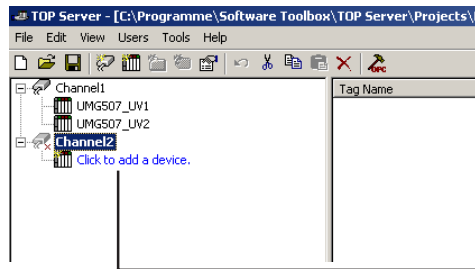 TOP Server - [C:\Programme\Software Toolbox\TOP Server\Projects\
File Edit View Users Tools Help
OPC
Channel1
UMG507_UV1
UMG507_UV2
Channel2
Click to add a device.
Tag Name